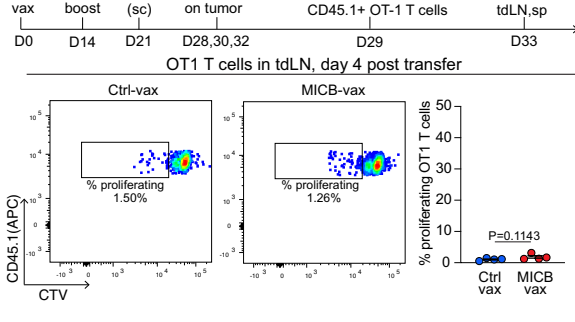 vax boost (sc) on tumor CD45.1+ OT-1 T cells tdLN,sp
D0 D14 D21 D28,30,32 D29 D33
OT1 T cells in tdLN, day 4 post transfer
Ctrl-vax MICB-vax
% proliferating
1.50%
% proliferating
1.26%
CD45.1(APC)
CTV
10^5
10^4
10^3
0
-10^3
-10^3 0 10^3 10^4 10^5
10^5
10^4
10^3
0
-10^3
-10^3 0 10^3 10^4 10^5
% proliferating OT1 T cells
50
40
30
20
10
0
P=0.1143
Ctrl vax
MICB vax